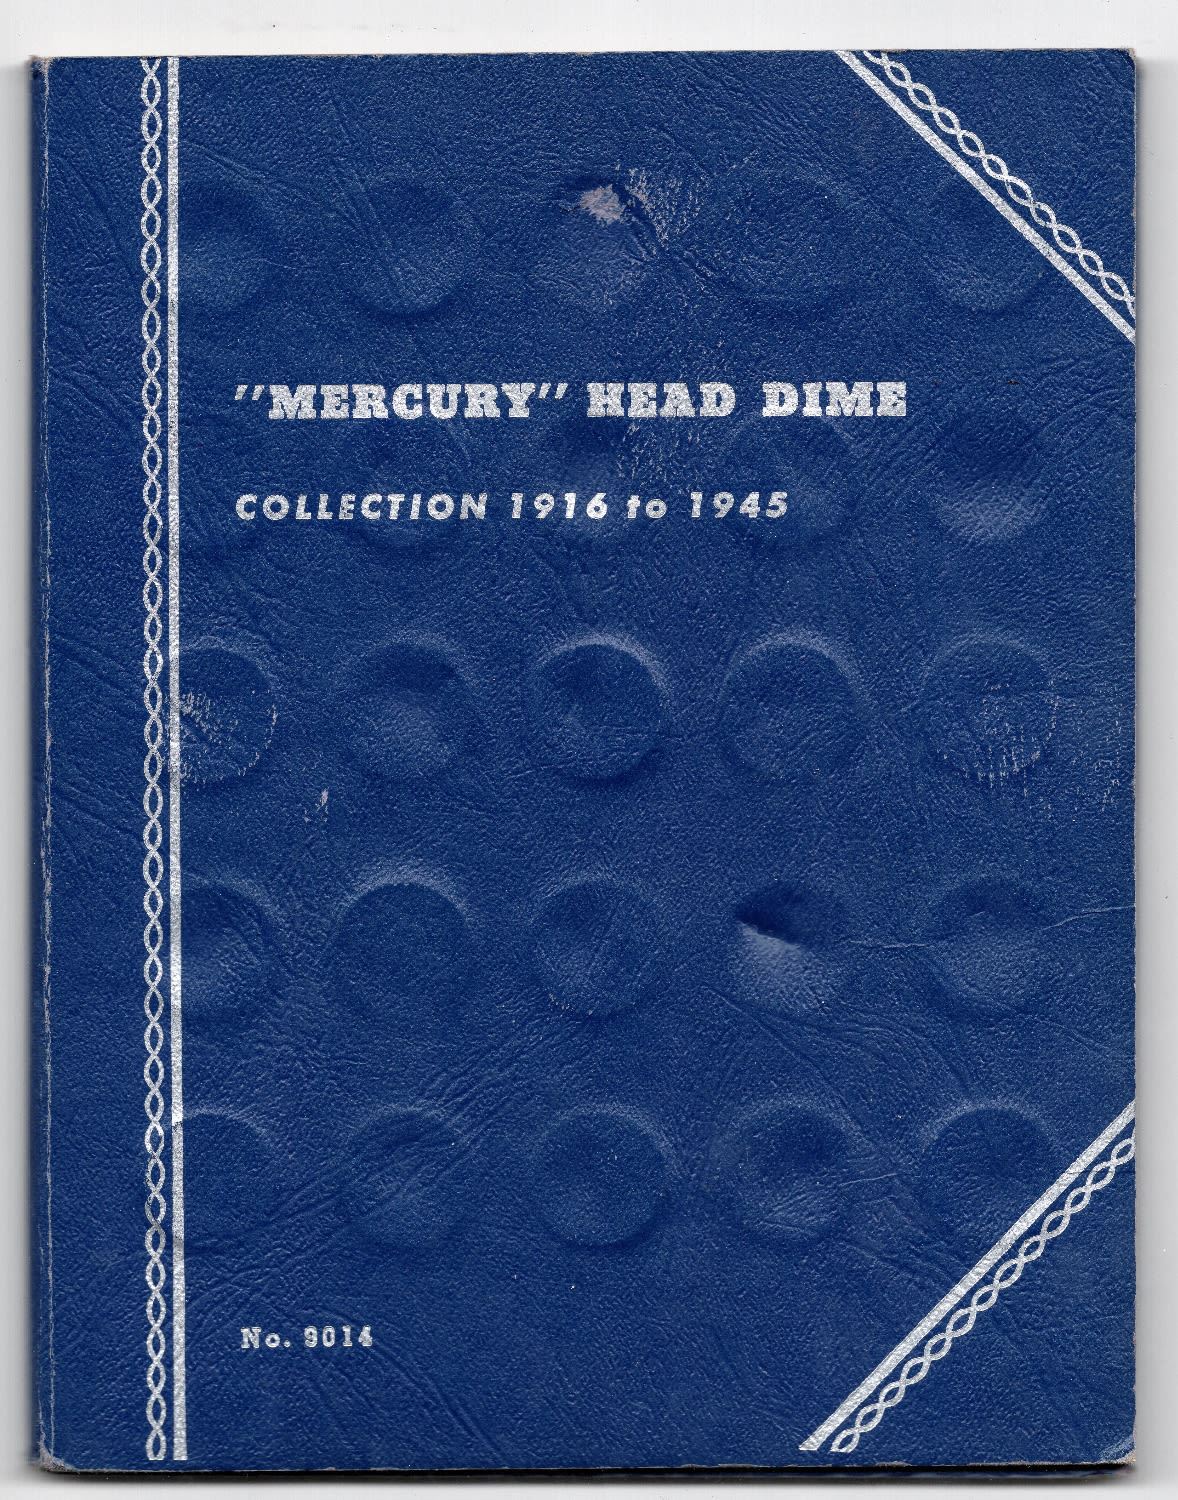 "MERCURY" HEAD DIME
COLLECTION 1916 to 1945
No. 9014